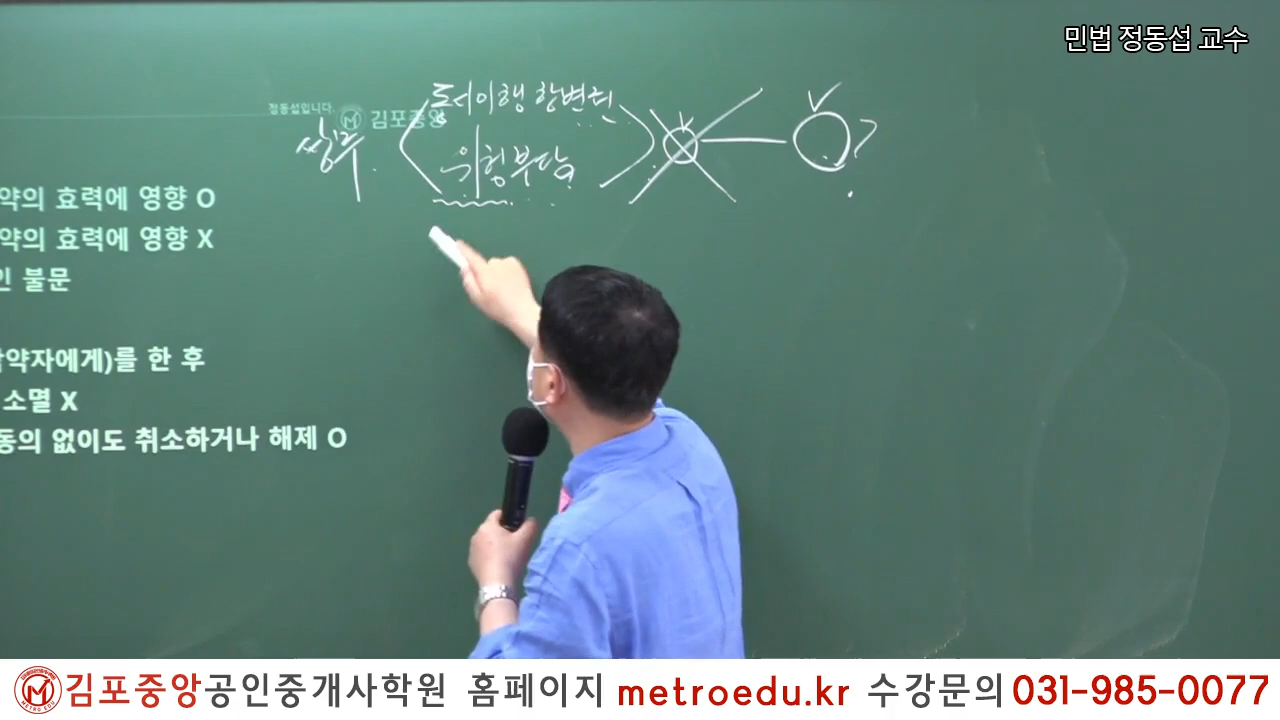 민법 정동섭 교수
정동섭입니다.
김포중앙
동시이행 항변권
쌍무
위험부담
?
약의 효력에 영향 O
약의 효력에 영향 X
인 불문
약자에게)를 한 후
소멸 X
동의 없이도 취소하거나 해제 O
김포중앙공인중개사학원 홈페이지 metroedu.kr 수강문의 031-985-0077
METRO EDU